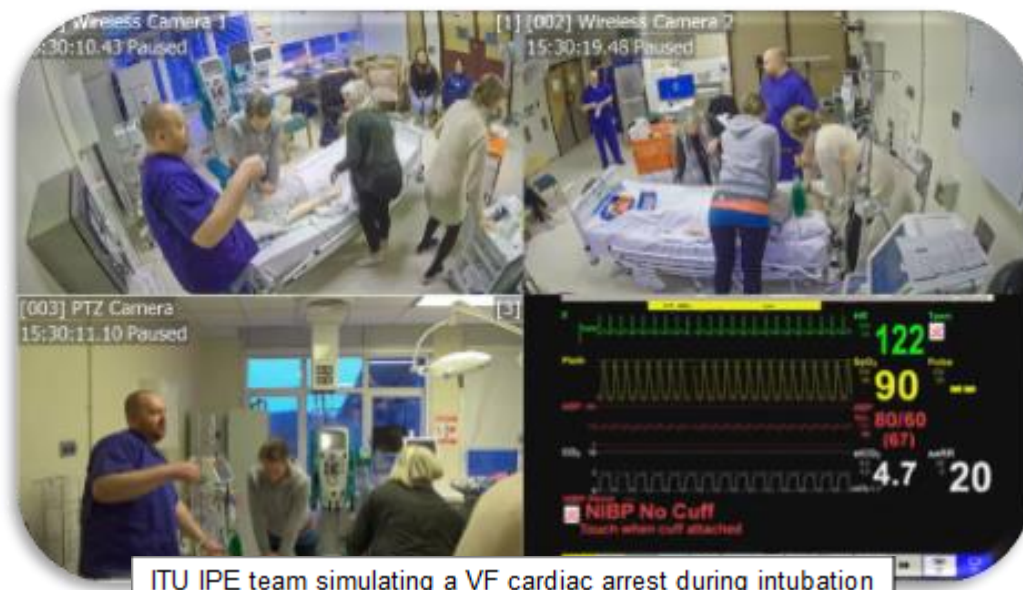 Wireless Camera 1
15:30:10.43 Paused
[1] [002] Wireless Camera 2
15:30:19.48 Paused
[003] PTZ Camera
[3]
15:30:11.10 Paused
122
90
80/60
(67)
4.7
20
NIBP No Cuff
Touch when cuff attached
ITU IPE team simulating a VF cardiac arrest during intubation